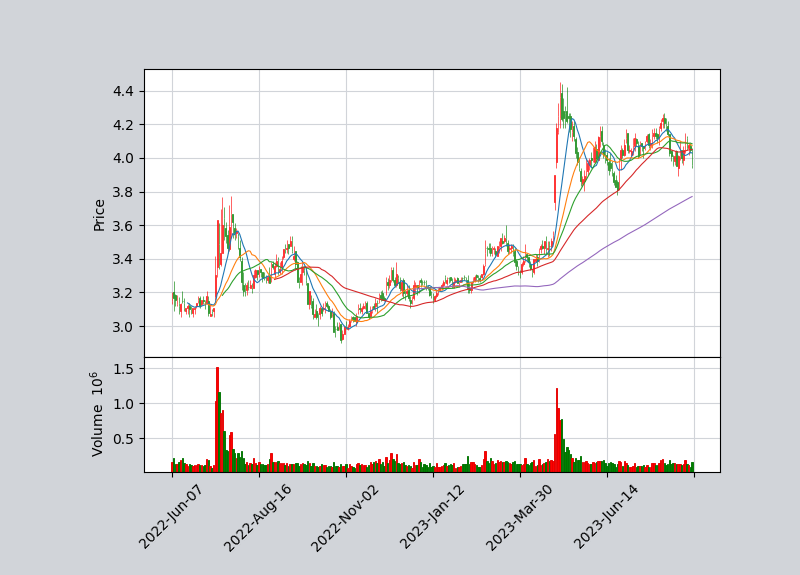 4.4
4.2
4.0
3.8
3.6
3.4
3.2
3.0
Price
1.5
1.0
0.5
Volume 10^6
2022-Jun-07
2022-Aug-16
2022-Nov-02
2023-Jan-12
2023-Mar-30
2023-Jun-14